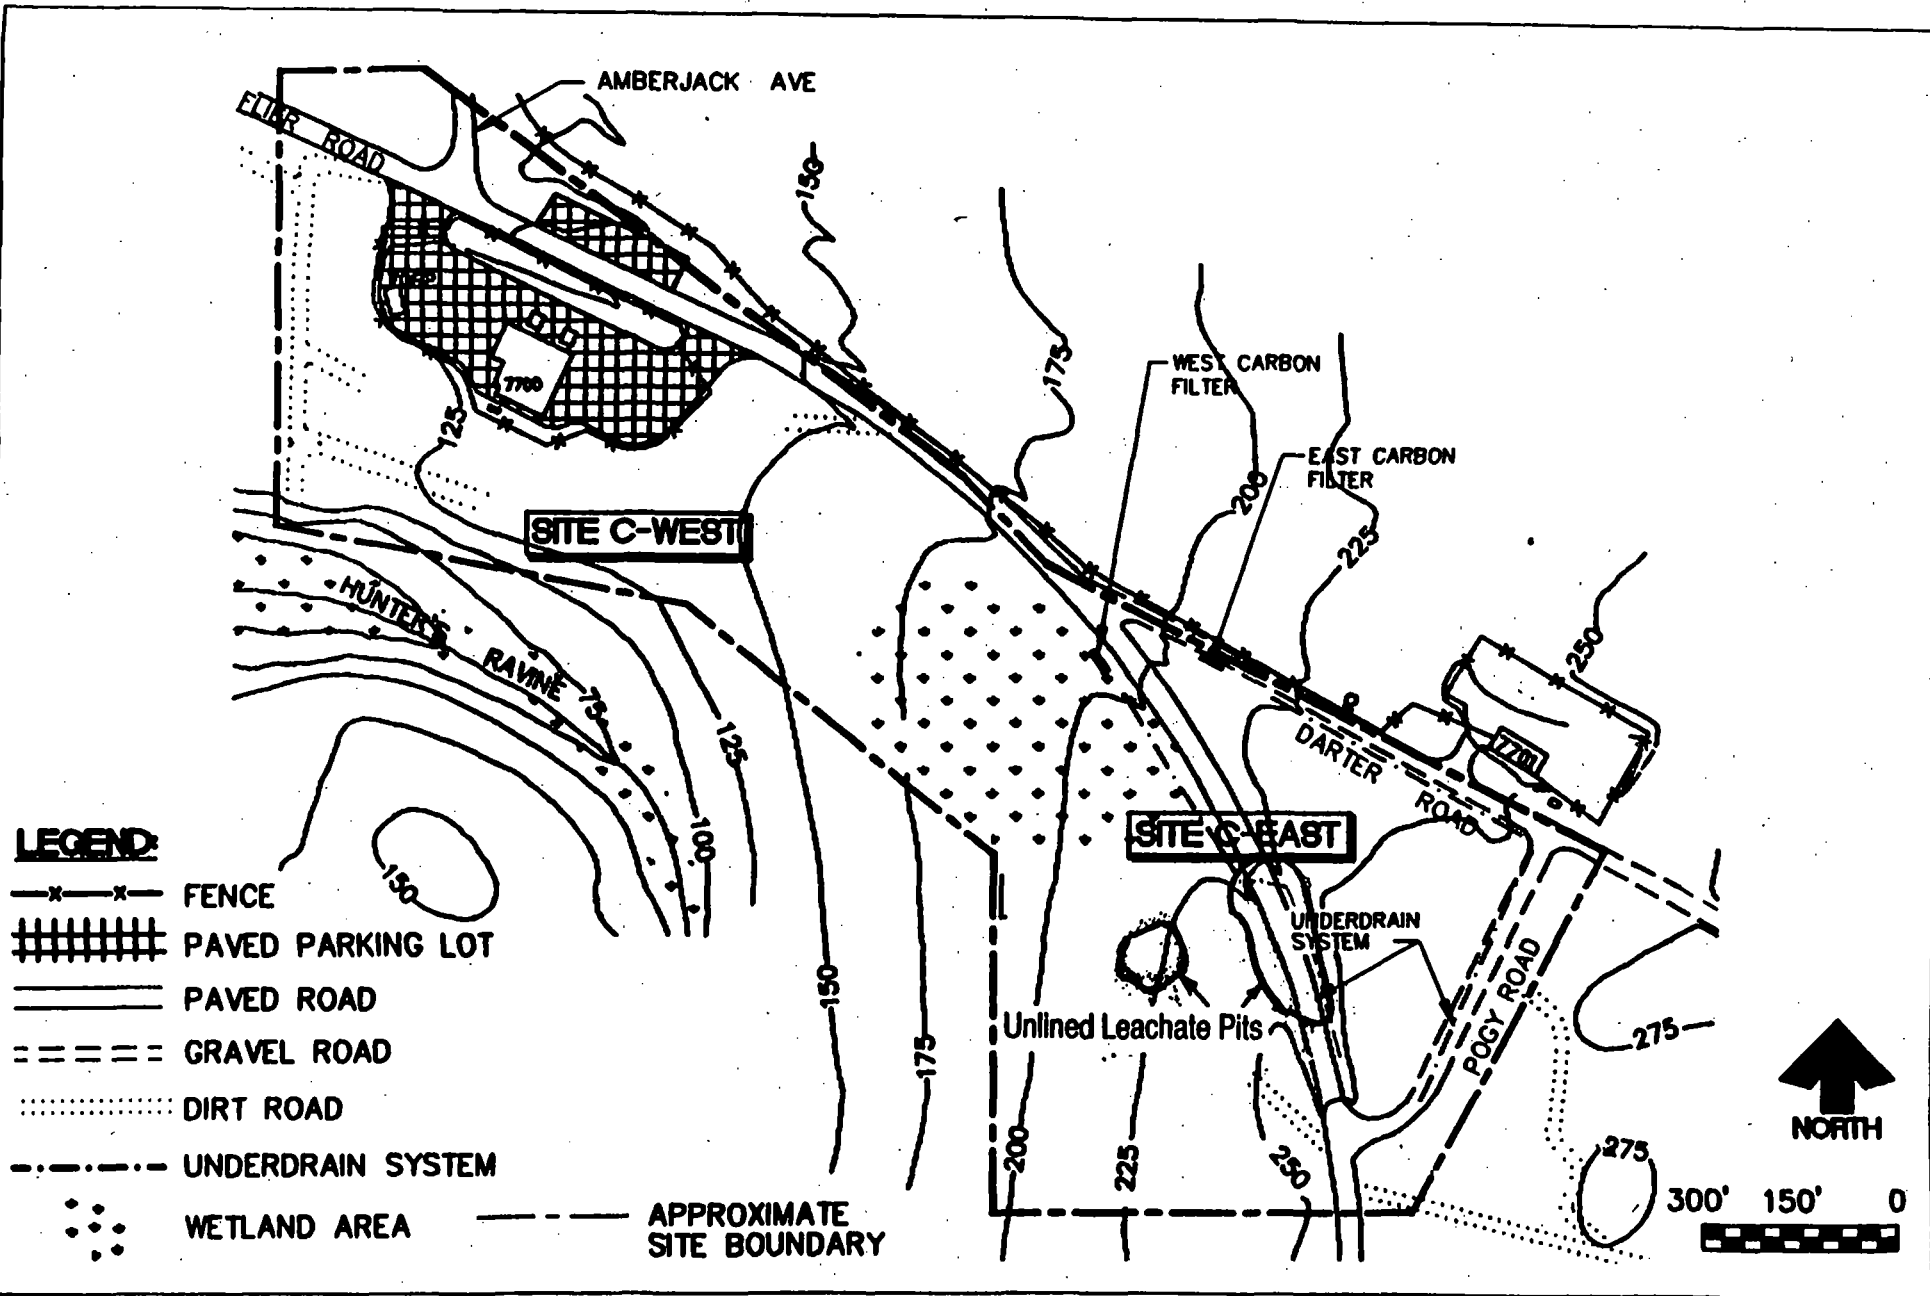 AMBERJACK AVE
ELIER ROAD
150
175
WEST CARBON
FILTER
EAST CARBON
FILTER
200
225
250
7700
125
SITE C-WEST
HUNTER'S
RAVINE
75
125
100
150
DARTER
ROAD
7701
SITE C-EAST
UNDERDRAIN
SYSTEM
Unlined Leachate Pits
POGY ROAD
150
175
200
225
250
275
275
NORTH
300' 150' 0
LEGEND:
FENCE
PAVED PARKING LOT
PAVED ROAD
GRAVEL ROAD
DIRT ROAD
UNDERDRAIN SYSTEM
WETLAND AREA
APPROXIMATE
SITE BOUNDARY